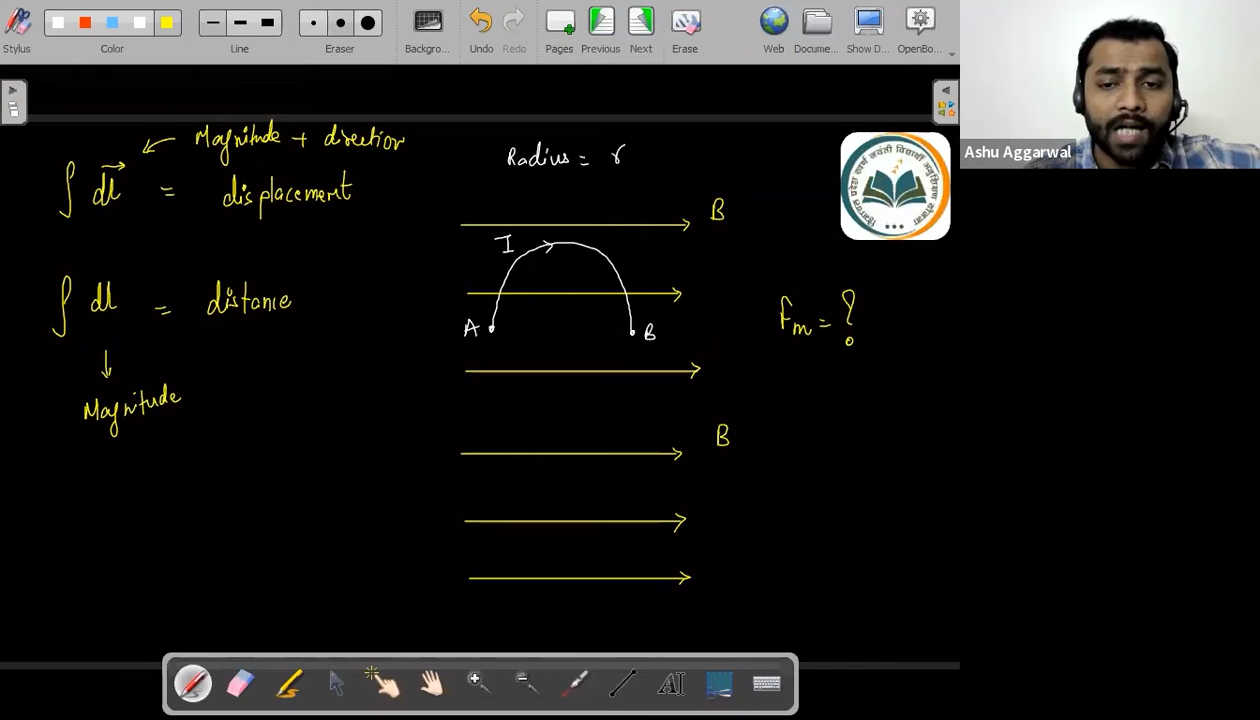 Stylus
Color
Line
Eraser
Backgro...
Undo
Redo
Pages
Previous
Next
Erase
Web
Docume...
Show D...
OpenBo...
Magnitude + direction
∫ dl⃗ = displacement
∫ dl = distance
Magnitude
Radius = r
B
I
A
B
Fm = ?
B
Ashu Aggarwal
AI